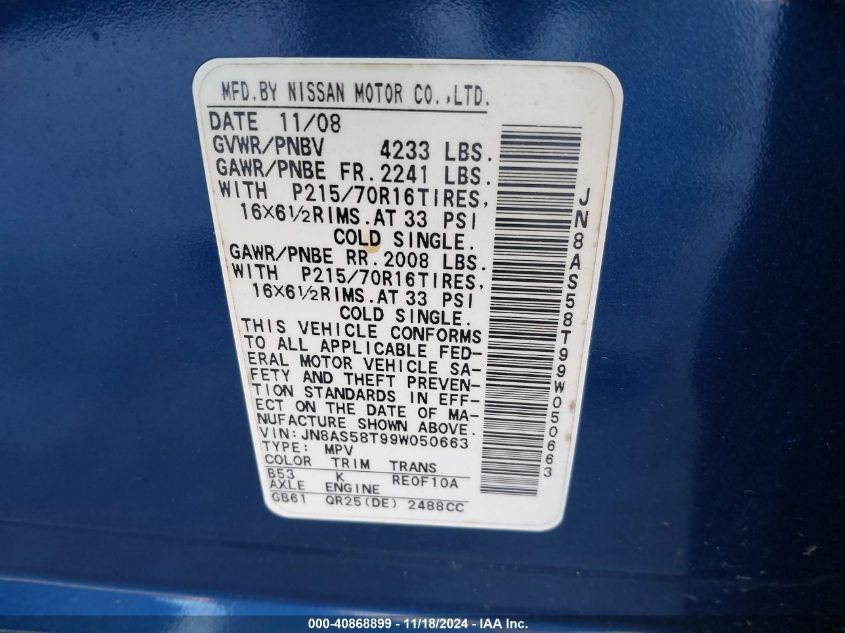 MFD.BY NISSAN MOTOR CO.,LTD.
DATE 11/08
GVWR/PNBV 4233 LBS.
GAWR/PNBE FR.2241 LBS.
WITH P215/70R16TIRES,
16X6½RIMS.AT 33 PSI
COLD SINGLE.
GAWR/PNBE RR.2008 LBS.
WITH P215/70R16TIRES,
16X6½RIMS.AT 33 PSI
COLD SINGLE.
THIS VEHICLE CONFORMS
TO ALL APPLICABLE FED-
ERAL MOTOR VEHICLE SA-
FETY AND THEFT PREVEN-
TION STANDARDS IN EFF-
ECT ON THE DATE OF MA-
NUFACTURE SHOWN ABOVE.
VIN: JN8AS58T99W050663
TYPE: MPV
COLOR TRIM TRANS
B53 K RE0F10A
AXLE ENGINE
GB61 QR25(DE) 2488CC
JN8AS58T99W050663
000-40868899 - 11/18/2024 - IAAI.com